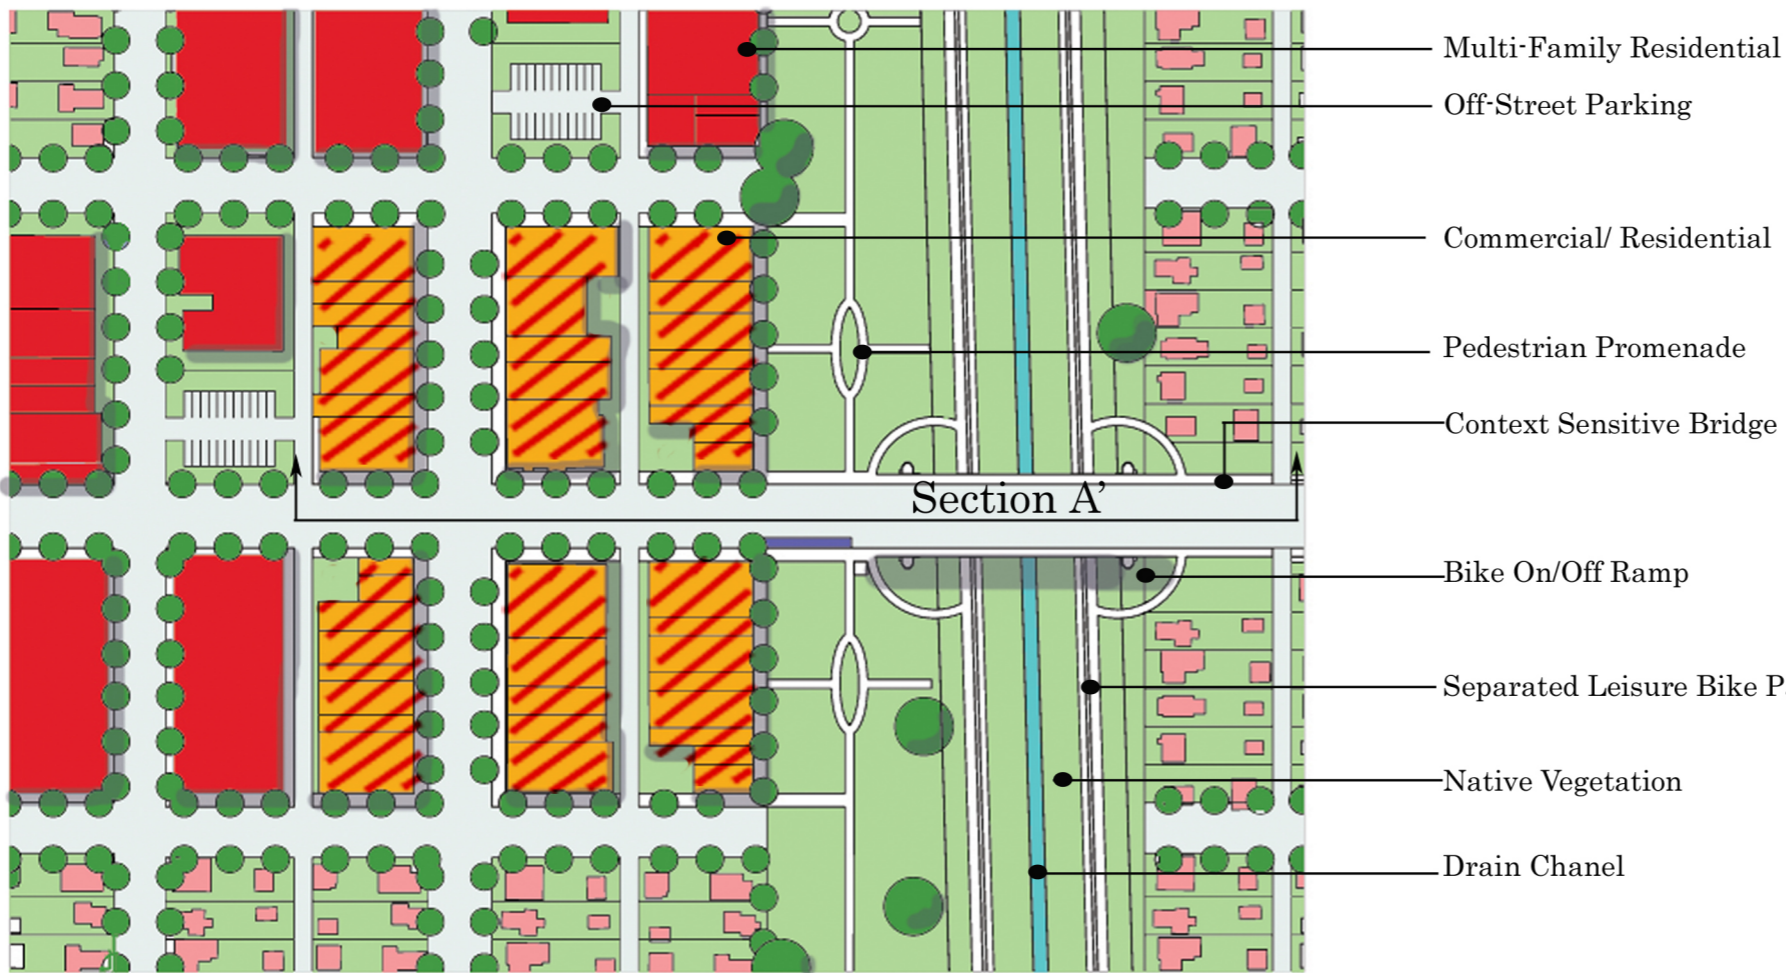 Multi-Family Residential
Off-Street Parking
Commercial/ Residential
Pedestrian Promenade
Context Sensitive Bridge
Section A'
Bike On/Off Ramp
Separated Leisure Bike
Native Vegetation
Drain Chanel